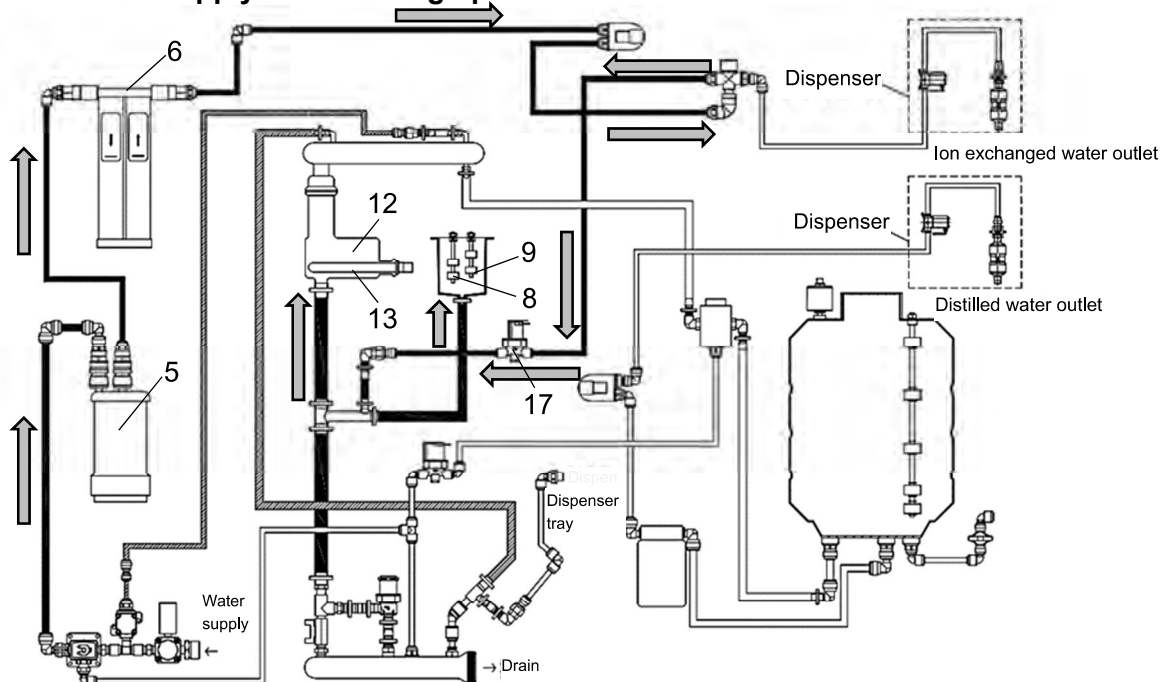 6
Dispenser
Ion exchanged water outlet
12
Dispenser
9
8
13
Distilled water outlet
5
17
Dispen
Dispenser
tray
Water
supply
Drain